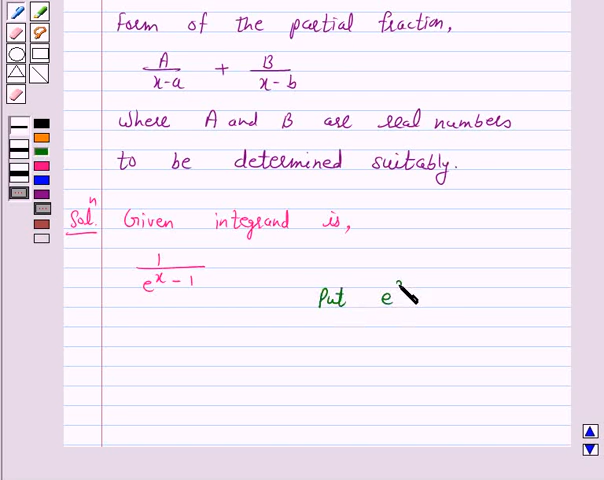 Form of the partial fraction,
A/(x-a) + B/(x-b)
where A and B are real numbers
to be determined suitably.
Solⁿ. Given integrand is,
1/(eˣ - 1)
Put e